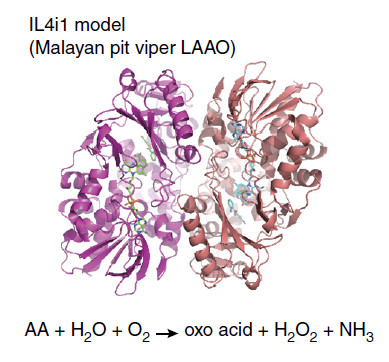 IL4i1 model
(Malayan pit viper LAAO)
AA + H₂O + O₂ → oxo acid + H₂O₂ + NH₃